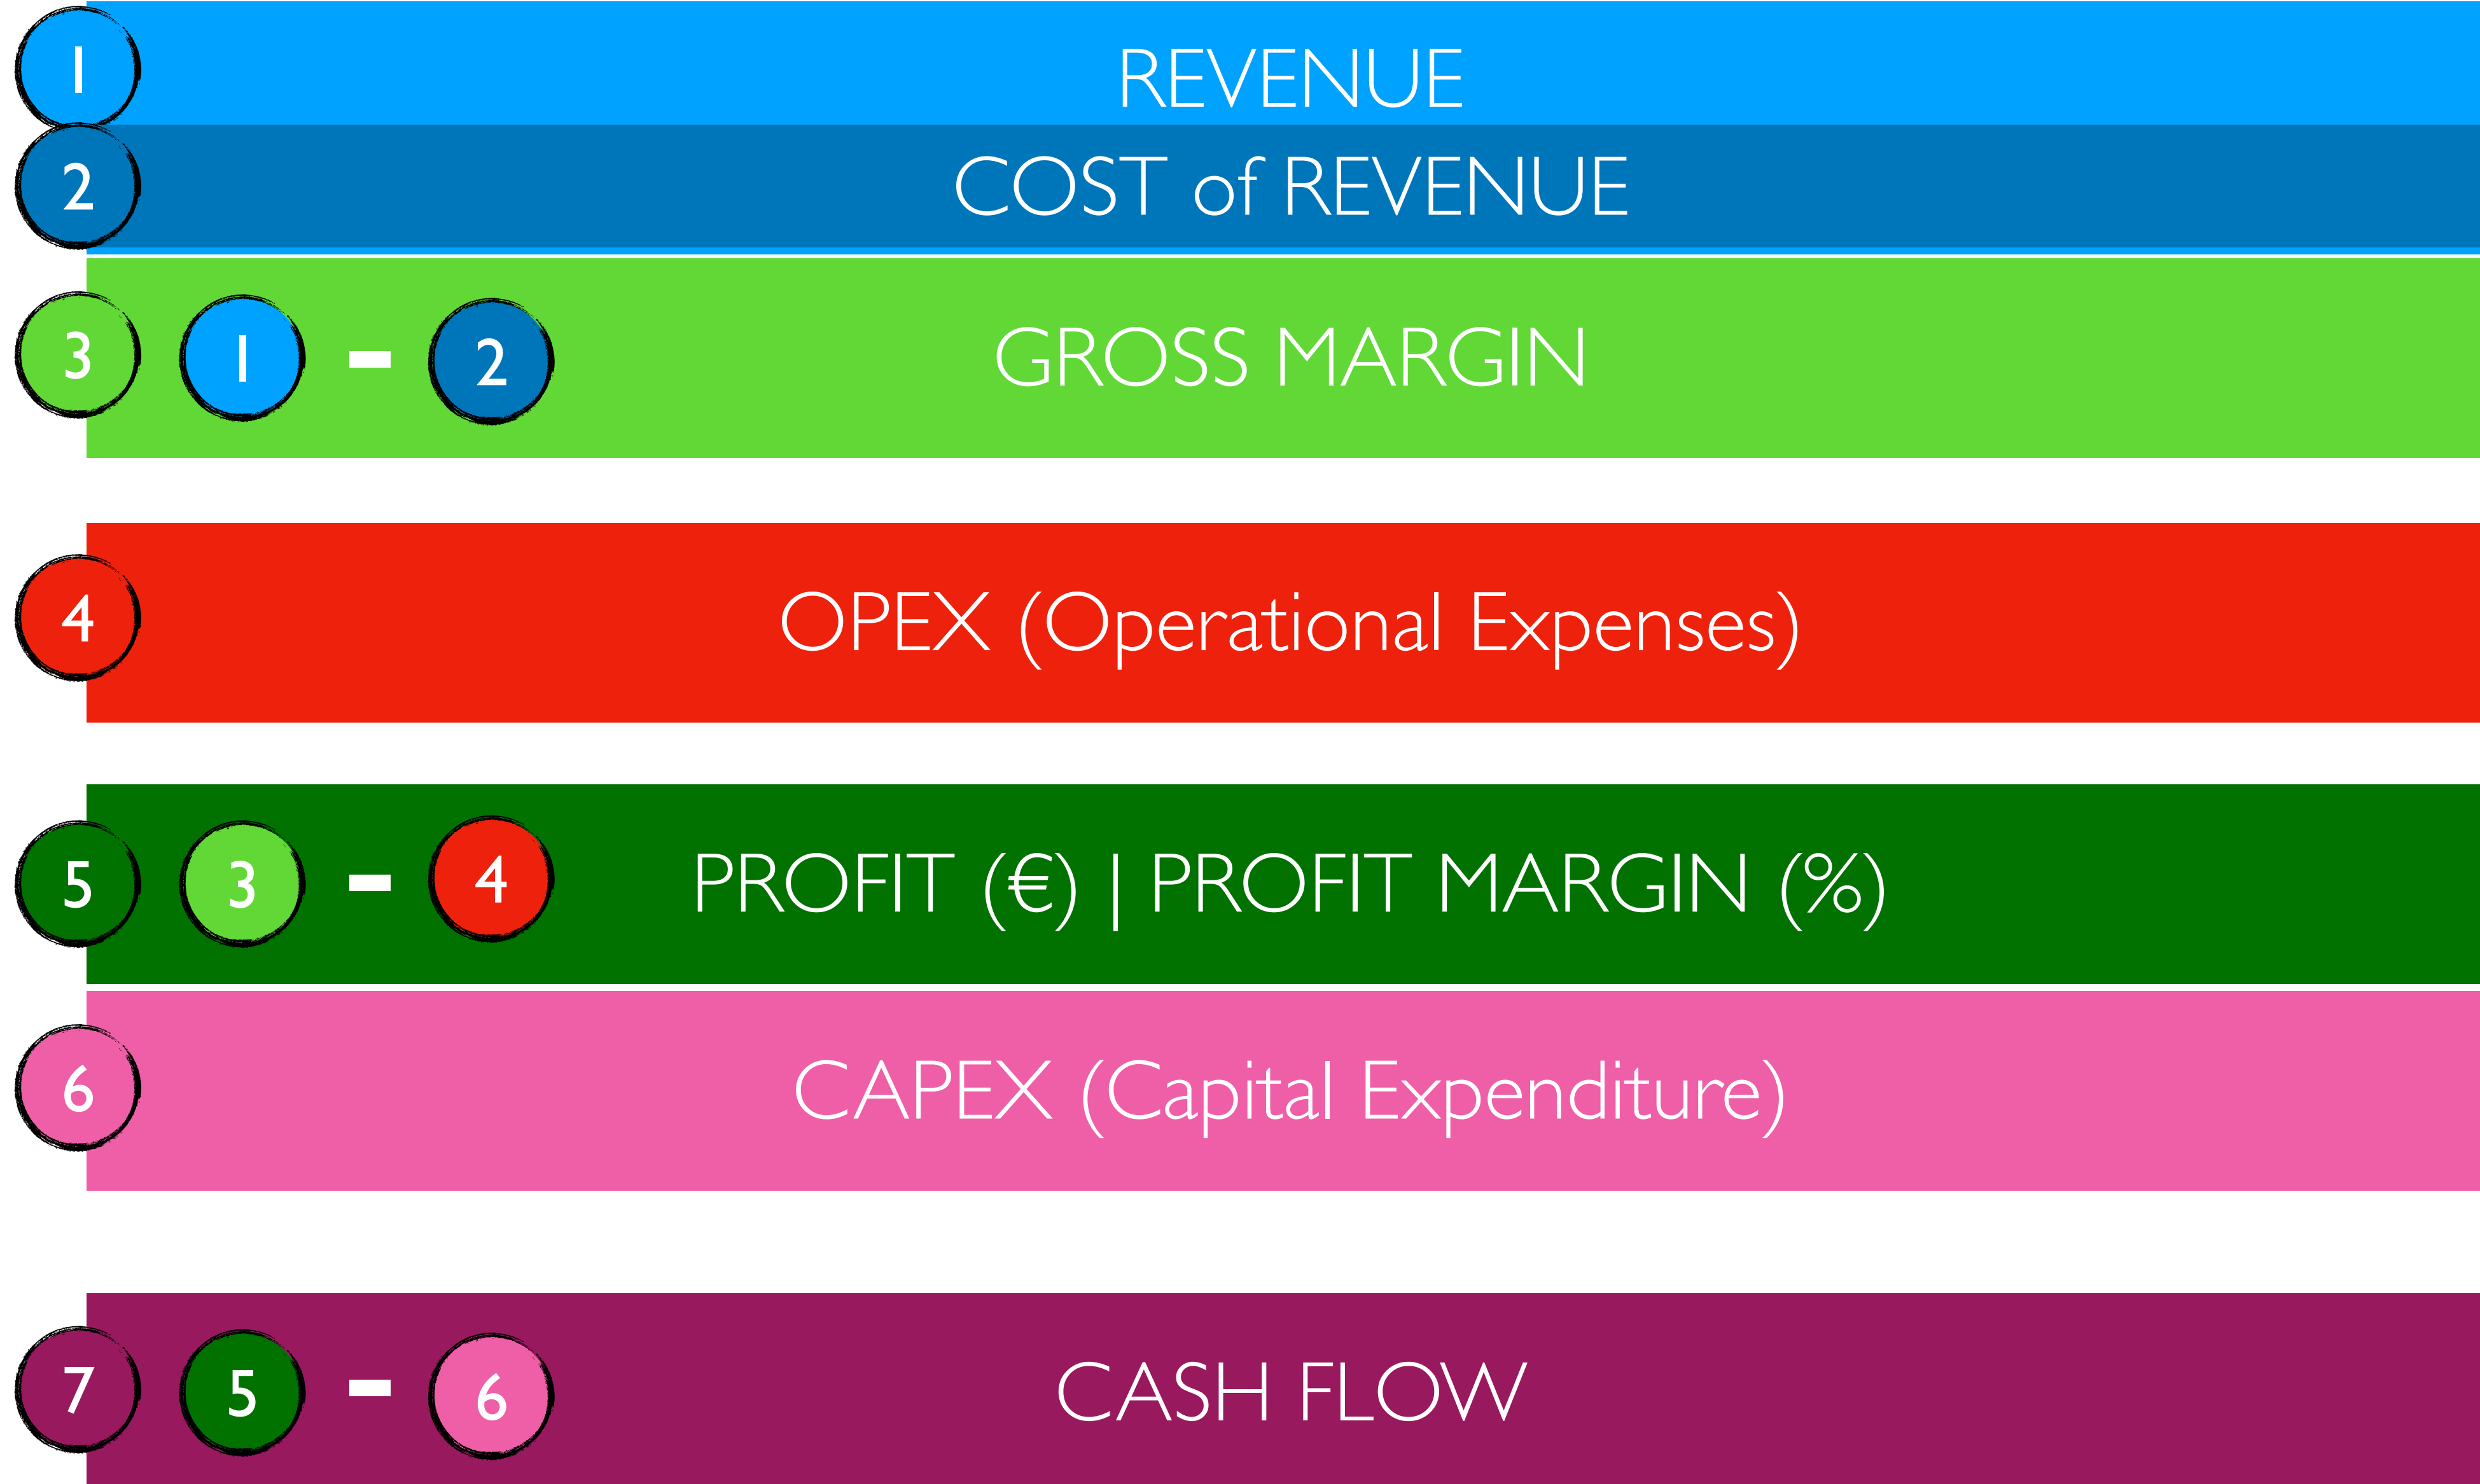 1 REVENUE
2 COST of REVENUE
3 1 - 2 GROSS MARGIN
4 OPEX (Operational Expenses)
5 3 - 4 PROFIT (€) | PROFIT MARGIN (%)
6 CAPEX (Capital Expenditure)
7 5 - 6 CASH FLOW